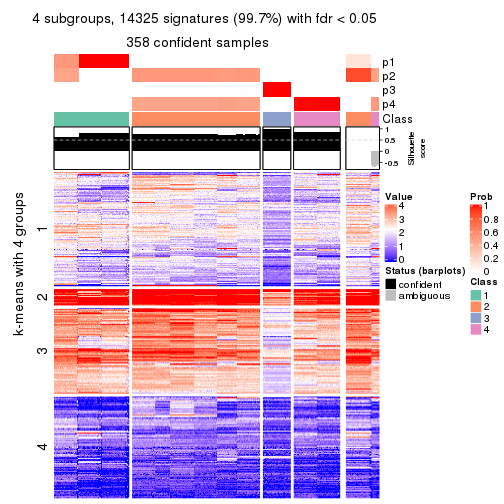 4 subgroups, 14325 signatures (99.7%) with fdr < 0.05
358 confident samples
p1
p2
p3
p4
Class
1
0.5
0
-0.5
Silhouette
score
k-means with 4 groups
1
2
3
4
Value
4
3
2
1
0
Status (barplots)
confident
ambiguous
Prob
1
0.8
0.6
0.4
0.2
0
Class
1
2
3
4